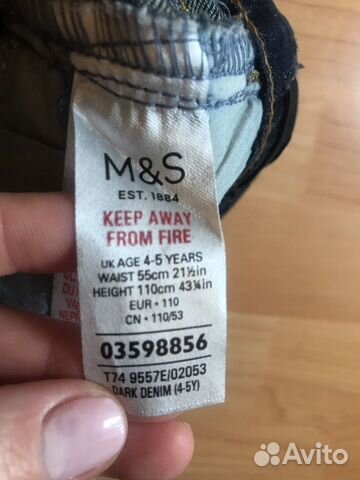 M&S
EST. 1884
KEEP AWAY
FROM FIRE
UK AGE 4-5 YEARS
WAIST 55cm 21½in
HEIGHT 110cm 43¼in
EUR • 110
CN • 110/53
03598856
T74 9557E/02053
DARK DENIM (4-5Y)
Avito